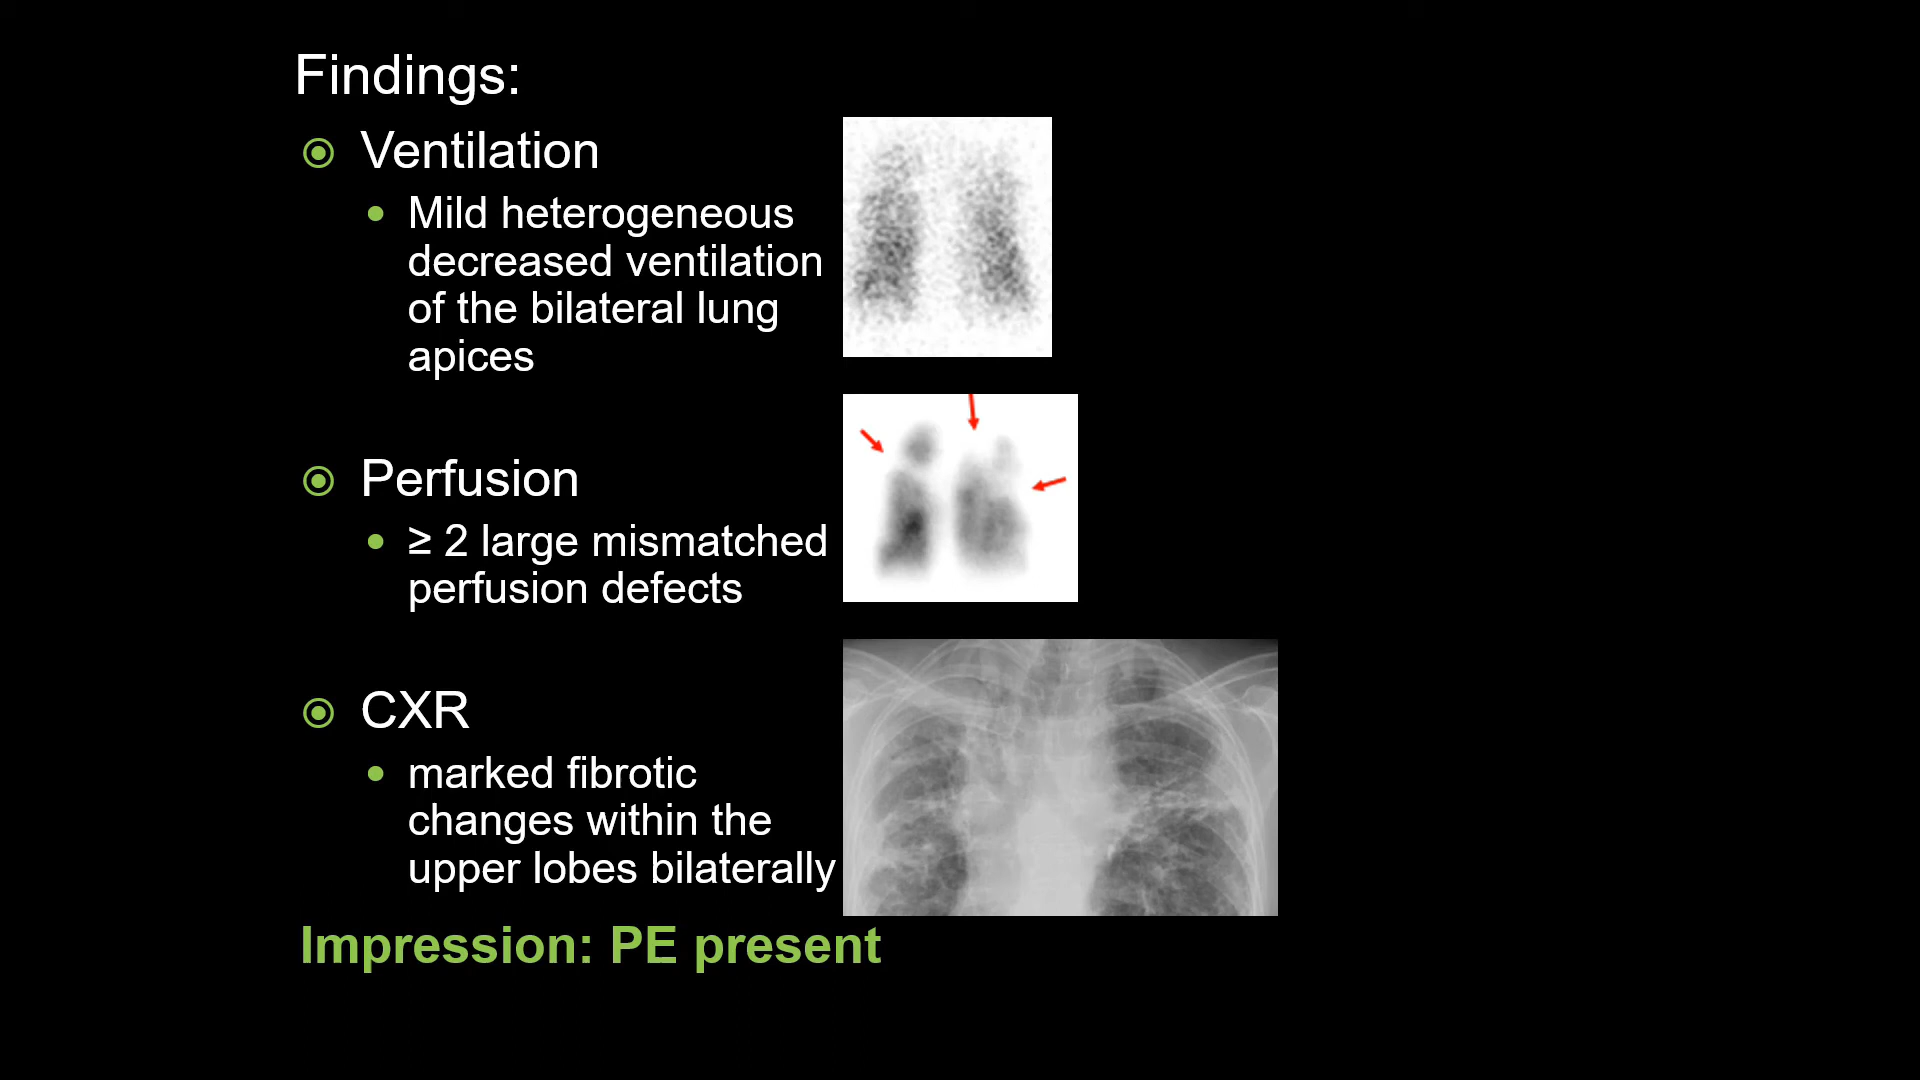 Findings:
Ventilation
Mild heterogeneous
decreased ventilation
of the bilateral lung
apices
Perfusion
≥ 2 large mismatched
perfusion defects
CXR
marked fibrotic
changes within the
upper lobes bilaterally
Impression: PE present